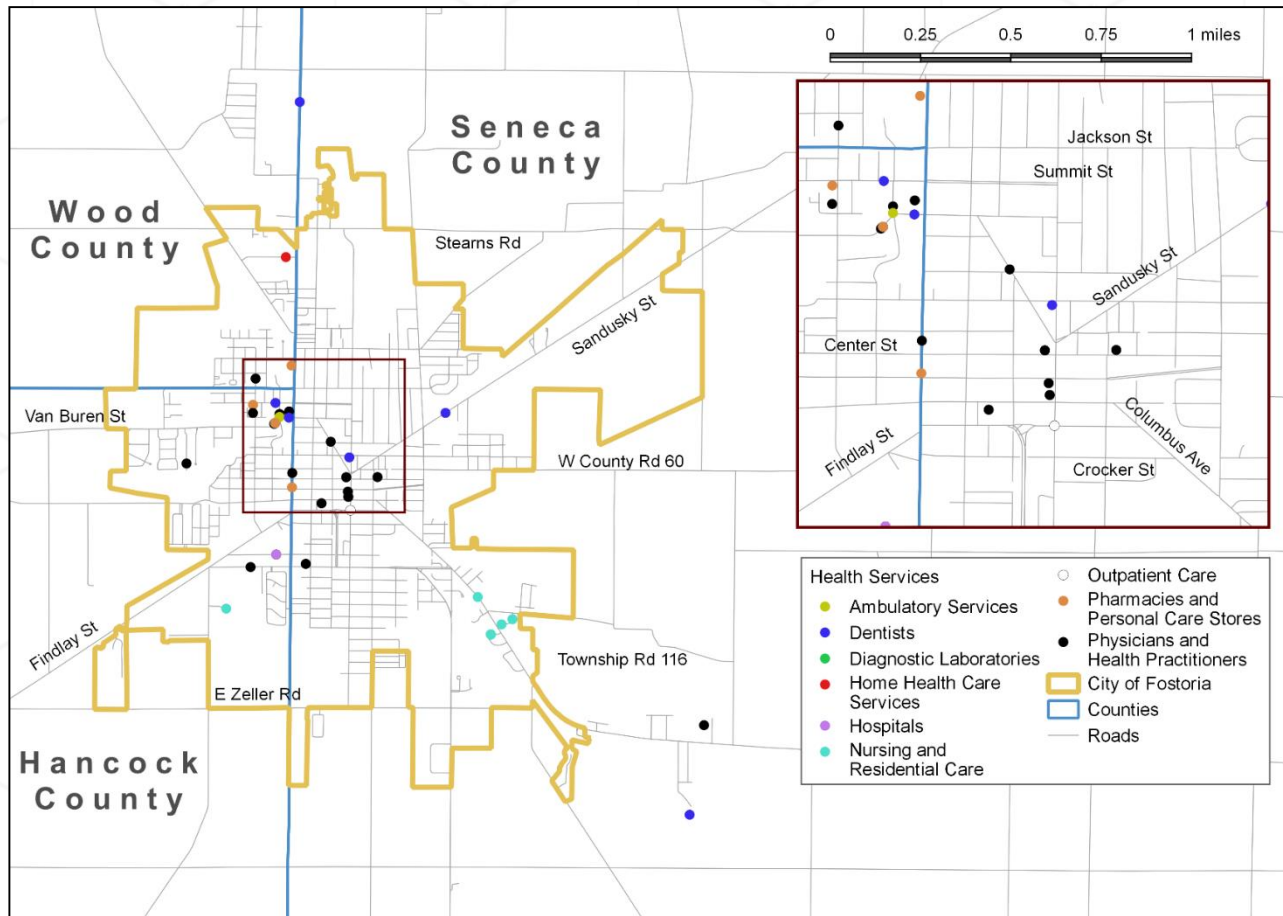 Seneca
County
Wood
County
Stearns Rd
Sandusky St
Van Buren St
W County Rd 60
Findlay St
Township Rd 116
E Zeller Rd
Hancock
County
0 0.25 0.5 0.75 1 miles
Jackson St
Summit St
Sandusky St
Center St
Columbus Ave
Findlay St
Crocker St
Health Services
Ambulatory Services
Dentists
Diagnostic Laboratories
Home Health Care
Services
Hospitals
Nursing and
Residential Care
Outpatient Care
Pharmacies and
Personal Care Stores
Physicians and
Health Practitioners
City of Fostoria
Counties
Roads